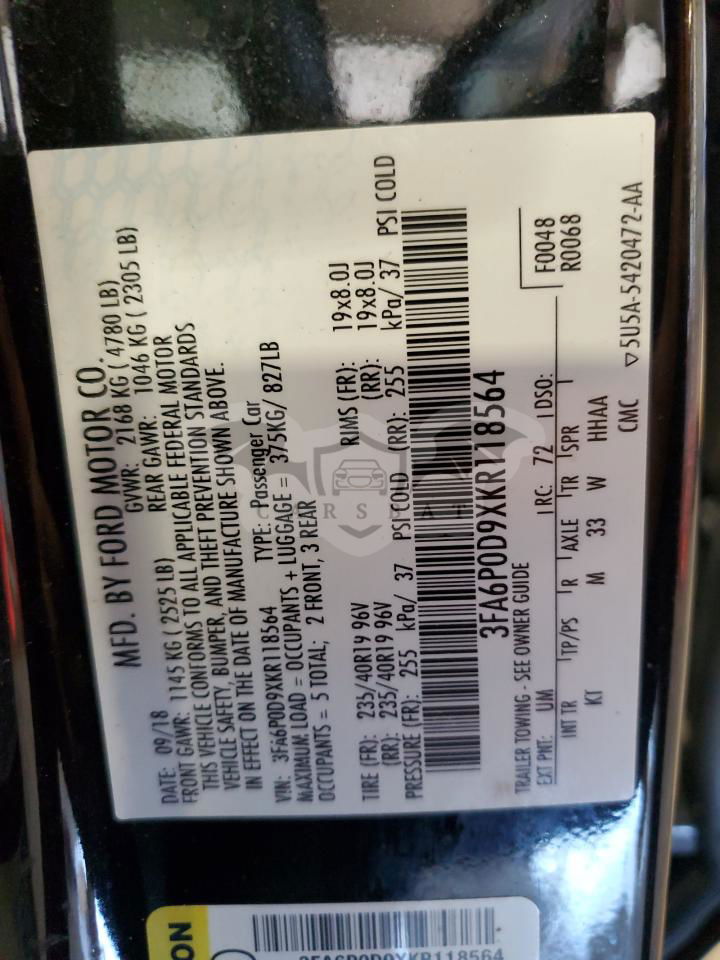 MFD. BY FORD MOTOR CO.
DATE: 09/18 GVWR: 2168 KG ( 4780 LB)
FRONT GAWR: 1145 KG ( 2525 LB) REAR GAWR: 1046 KG ( 2305 LB)
THIS VEHICLE CONFORMS TO ALL APPLICABLE FEDERAL MOTOR
VEHICLE SAFETY, BUMPER, AND THEFT PREVENTION STANDARDS
IN EFFECT ON THE DATE OF MANUFACTURE SHOWN ABOVE.
VIN: 3FA6P0D9XKR118564 TYPE: Passenger Car
MAXIMUM LOAD = OCCUPANTS + LUGGAGE = 375KG/ 827LB
OCCUPANTS = 5 TOTAL; 2 FRONT, 3 REAR
TIRE (FR): 235/40R19 96V RIMS (FR): 19x8.0J
(RR): 235/40R19 96V (RR): 19x8.0J
PRESSURE (FR): 255 kPa/ 37 PSI COLD (RR): 255 kPa/ 37 PSI COLD
3FA6P0D9XKR118564
TRAILER TOWING - SEE OWNER GUIDE
EXT PNT: UM RC: 72 DSO: F0048
R0068
INT TR TP/PS R AXLE TR SPR
KT M 33 W HHAA
CMC ▽5U5A-5420472-AA
CARSEAT
ON
3FA6P0D9XKR118564